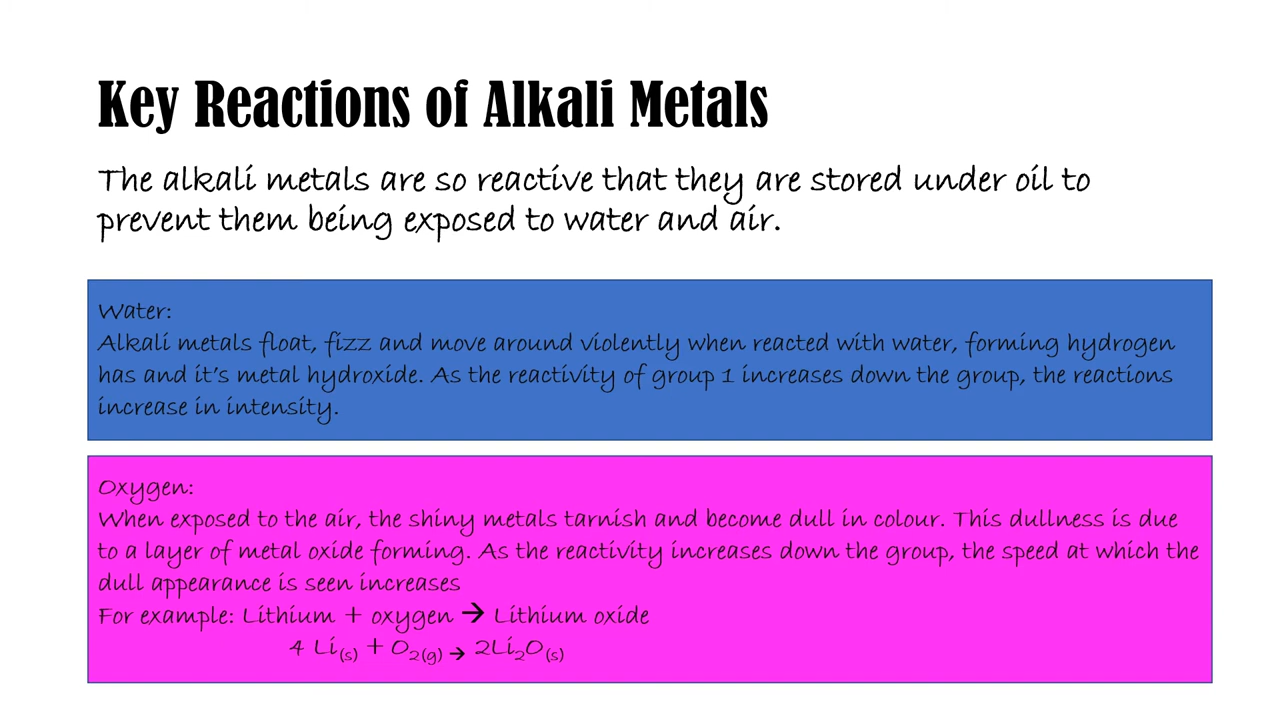 Key Reactions of Alkali Metals
The alkali metals are so reactive that they are stored under oil to
prevent them being exposed to water and air.
Water:
Alkali metals float, fizz and move around violently when reacted with water, forming hydrogen
has and it's metal hydroxide. As the reactivity of group 1 increases down the group, the reactions
increase in intensity.
Oxygen:
When exposed to the air, the shiny metals tarnish and become dull in colour. This dullness is due
to a layer of metal oxide forming. As the reactivity increases down the group, the speed at which the
dull appearance is seen increases
For example: Lithium + oxygen → Lithium oxide
4 Li(s) + O2(g) → 2Li2O(s)